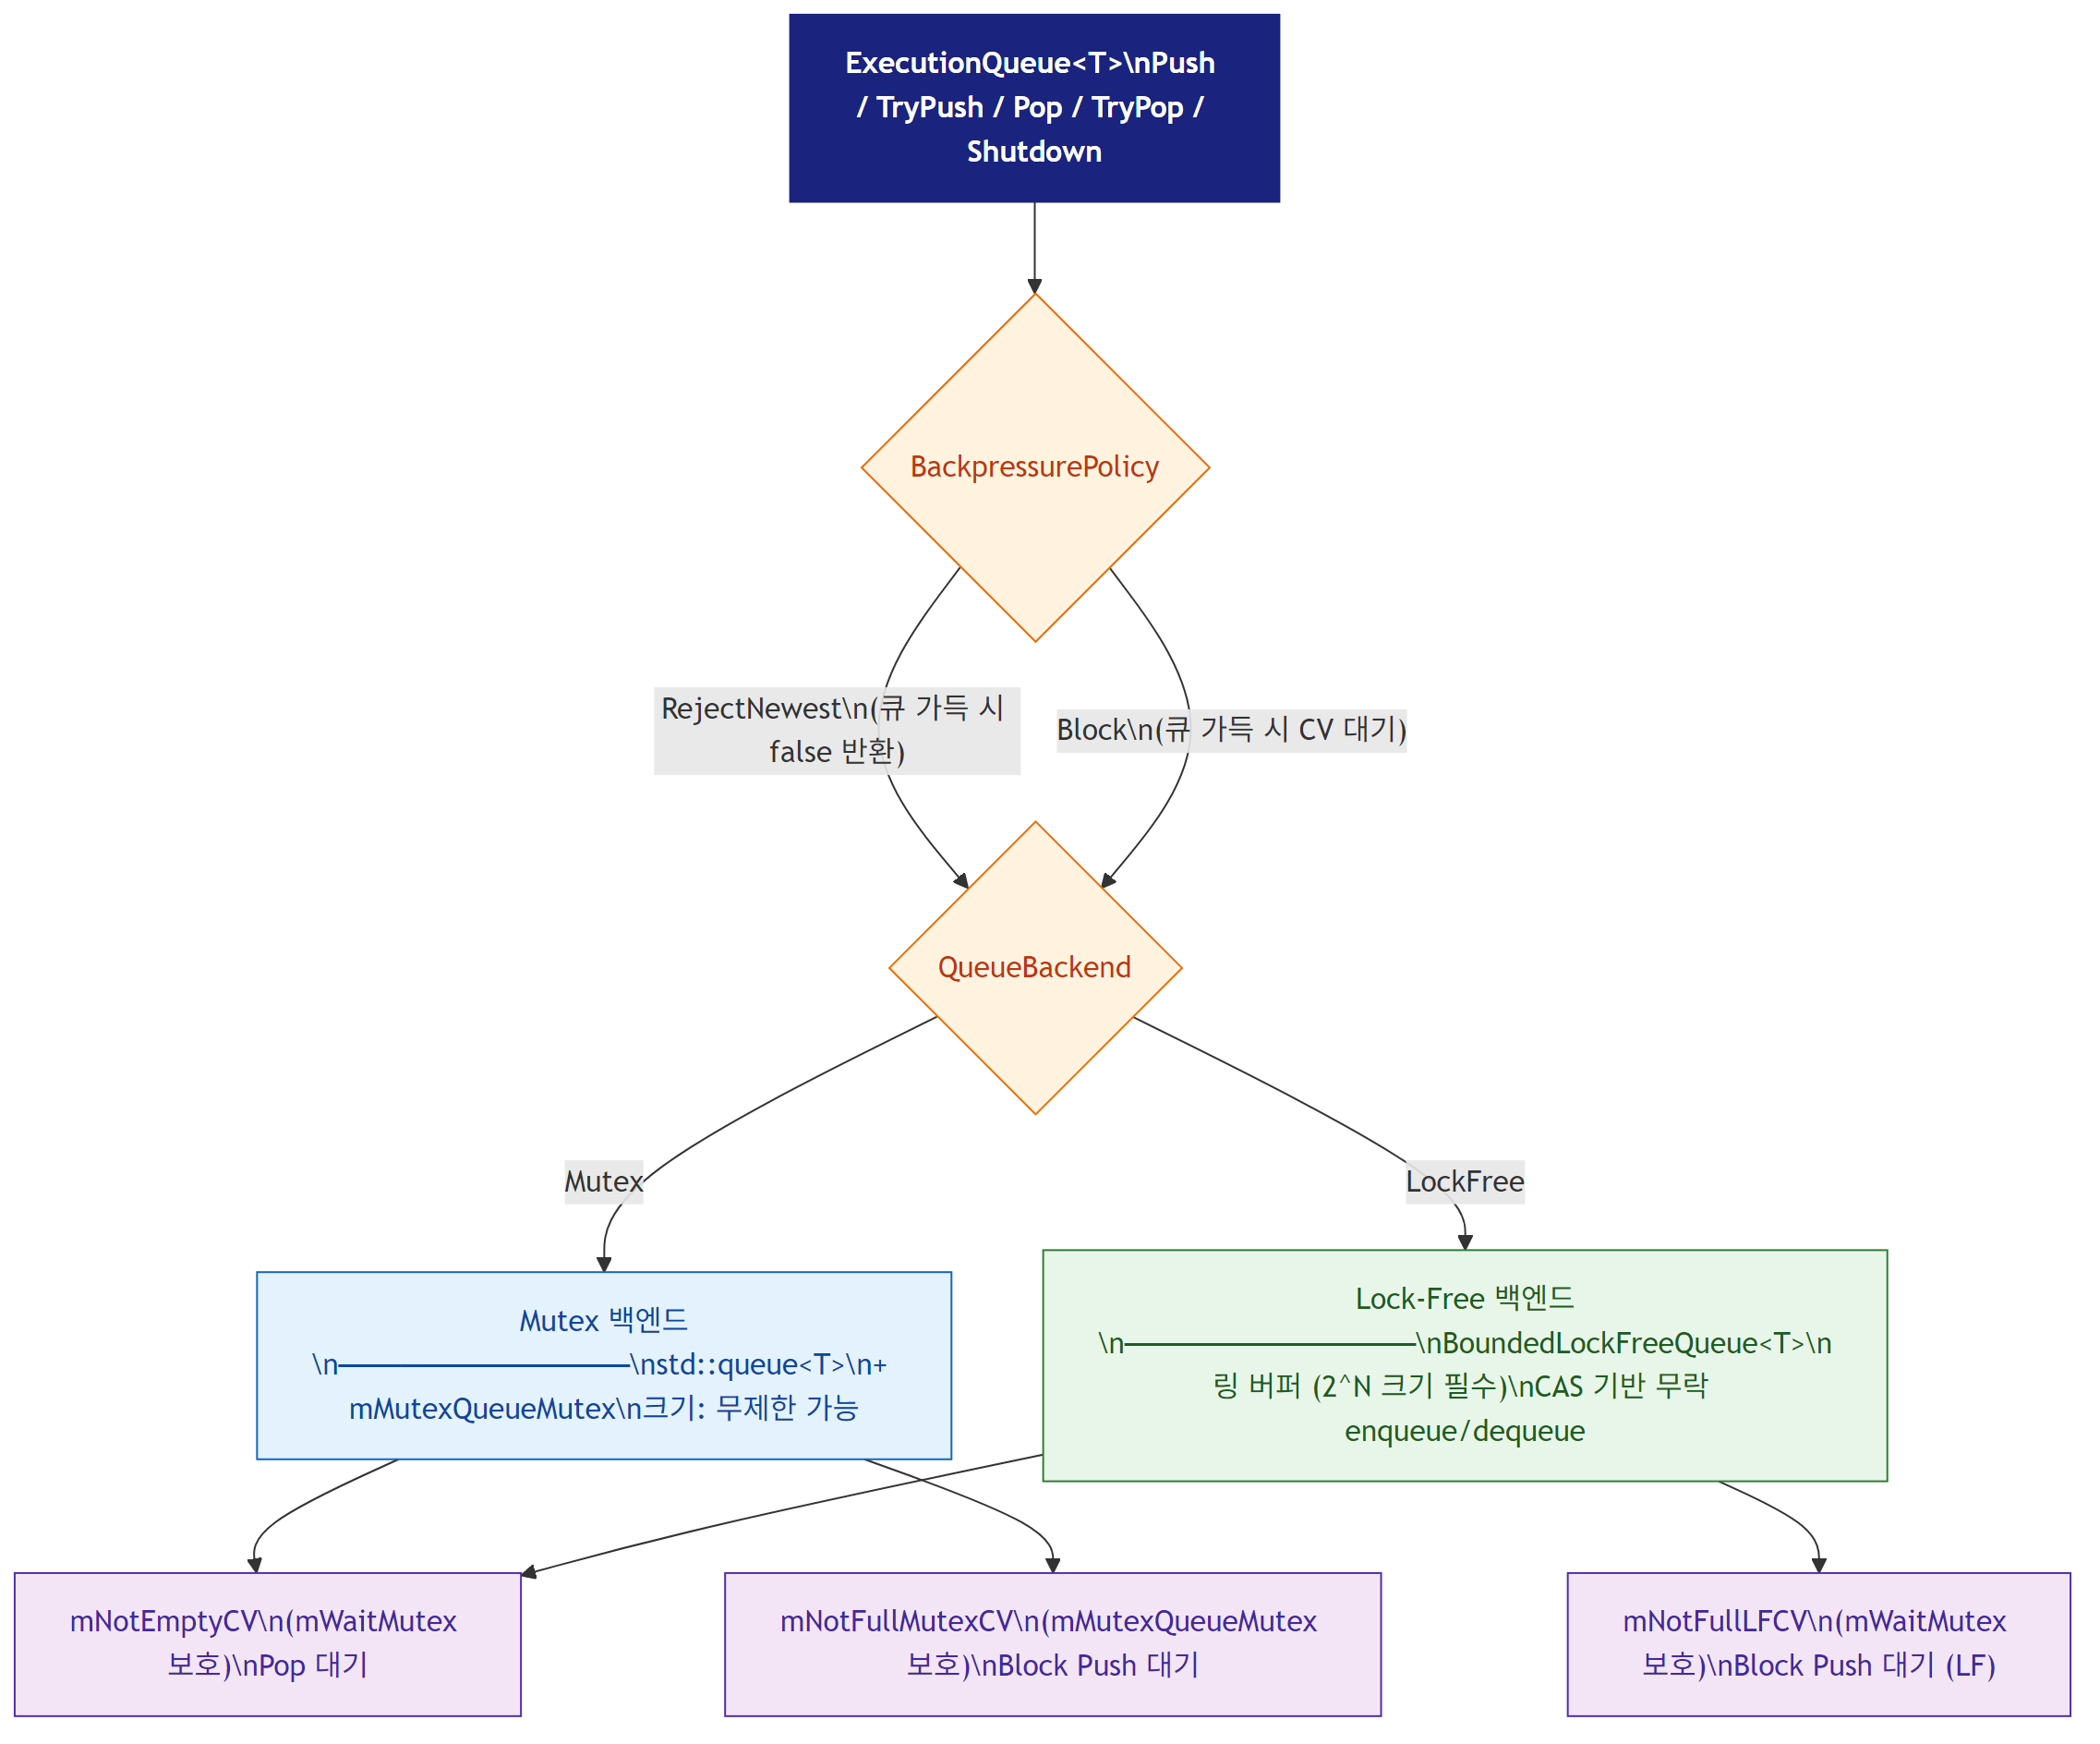 ExecutionQueue<T>\nPush
/ TryPush / Pop / TryPop /
Shutdown
BackpressurePolicy
RejectNewest\n(큐 가득 시
false 반환)
Block\n(큐 가득 시 CV 대기)
QueueBackend
Mutex
LockFree
Mutex 백엔드
\n──────────────\nstd::queue<T>\n+
mMutexQueueMutex\n크기: 무제한 가능
Lock-Free 백엔드
\n──────────────\nBoundedLockFreeQueue<T>\n
링 버퍼 (2^N 크기 필수)\nCAS 기반 무락
enqueue/dequeue
mNotEmptyCV\n(mWaitMutex
보호)\nPop 대기
mNotFullMutexCV\n(mMutexQueueMutex
보호)\nBlock Push 대기
mNotFullLFCV\n(mWaitMutex
보호)\nBlock Push 대기 (LF)